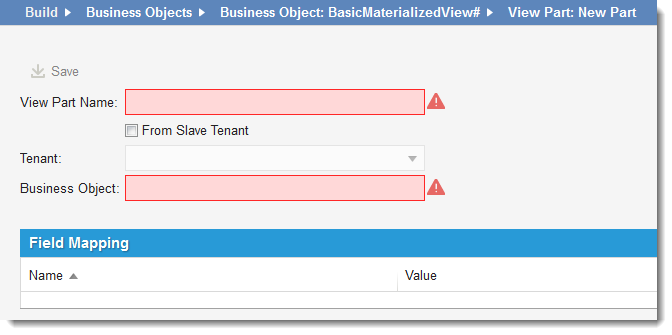 Build Business Objects Business Object: BasicMaterializedView# View Part: New Part
Save
View Part Name:
From Slave Tenant
Tenant:
Business Object:
Field Mapping
Name Value